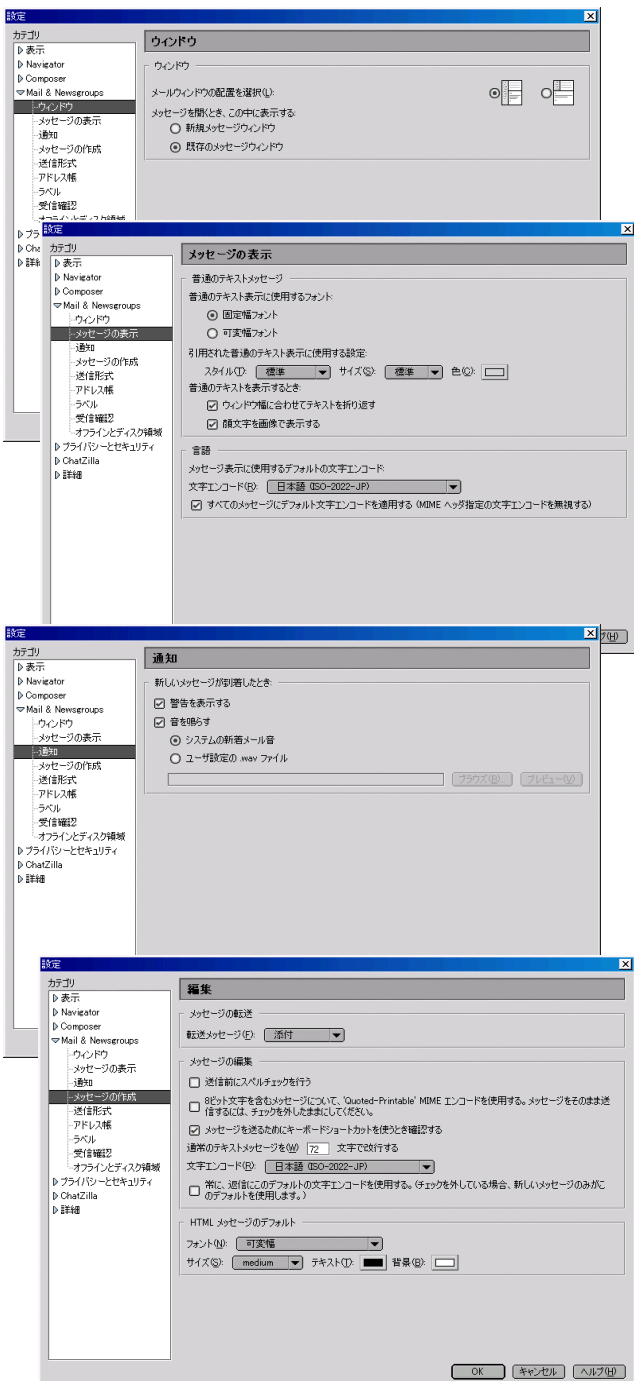 設定
カテゴリ
表示
Navigator
Composer
Mail & Newsgroups
ウィンドウ
メッセージの表示
通知
メッセージの作成
送信形式
アドレス帳
ラベル
受信確認
オフラインとディスク領域
プラ
Cha
詳細
ウィンドウ
ウィンドウ
メールウィンドウの配置を選択(L):
メッセージを開くとき、この中に表示する:
新規メッセージウィンドウ
既存のメッセージウィンドウ
設定
カテゴリ
表示
Navigator
Composer
Mail & Newsgroups
ウィンドウ
メッセージの表示
通知
メッセージの作成
送信形式
アドレス帳
ラベル
受信確認
オフラインとディスク領域
プライバシーとセキュリティ
ChatZilla
詳細
メッセージの表示
普通のテキストメッセージ
普通のテキスト表示に使用するフォント:
固定幅フォント
可変幅フォント
引用された普通のテキスト表示に使用する設定:
スタイル(T): 標準 サイズ(S): 標準 色(C):
普通のテキストを表示するとき:
ウィンドウ幅に合わせてテキストを折り返す
顔文字を画像で表示する
言語
メッセージ表示に使用するデフォルトの文字エンコード:
文字エンコード(R): 日本語 (ISO-2022-JP)
すべてのメッセージにデフォルト文字エンコードを適用する (MIME ヘッダ指定の文字エンコードを無視する)
プ(H)
設定
カテゴリ
表示
Navigator
Composer
Mail & Newsgroups
ウィンドウ
メッセージの表示
通知
メッセージの作成
送信形式
アドレス帳
ラベル
受信確認
オフラインとディスク領域
プライバシーとセキュリティ
ChatZilla
詳細
通知
新しいメッセージが到着したとき:
警告を表示する
音を鳴らす
システムの新着メール音
ユーザ設定の .wav ファイル
ブラウズ(B)... プレビュー(V)
設定
カテゴリ
表示
Navigator
Composer
Mail & Newsgroups
ウィンドウ
メッセージの表示
通知
メッセージの作成
送信形式
アドレス帳
ラベル
受信確認
オフラインとディスク領域
プライバシーとセキュリティ
ChatZilla
詳細
編集
メッセージの転送
転送メッセージ(F): 添付
メッセージの編集
送信前にスペルチェックを行う
8ビット文字を含むメッセージについて、'Quoted-Printable' MIME エンコードを使用する。メッセージをそのまま送
信するには、チェックを外したままにしてください。
メッセージを送るためにキーボードショートカットを使うとき確認する
通常のテキストメッセージを(W) 72 文字で改行する
文字エンコード(R): 日本語 (ISO-2022-JP)
常に、返信にこのデフォルトの文字エンコードを使用する。(チェックを外している場合、新しいメッセージのみがこ
のデフォルトを使用します。)
HTML メッセージのデフォルト
フォント(N): 可変幅
サイズ(S): medium テキスト(T): 背景(B):
OK キャンセル ヘルプ(H)